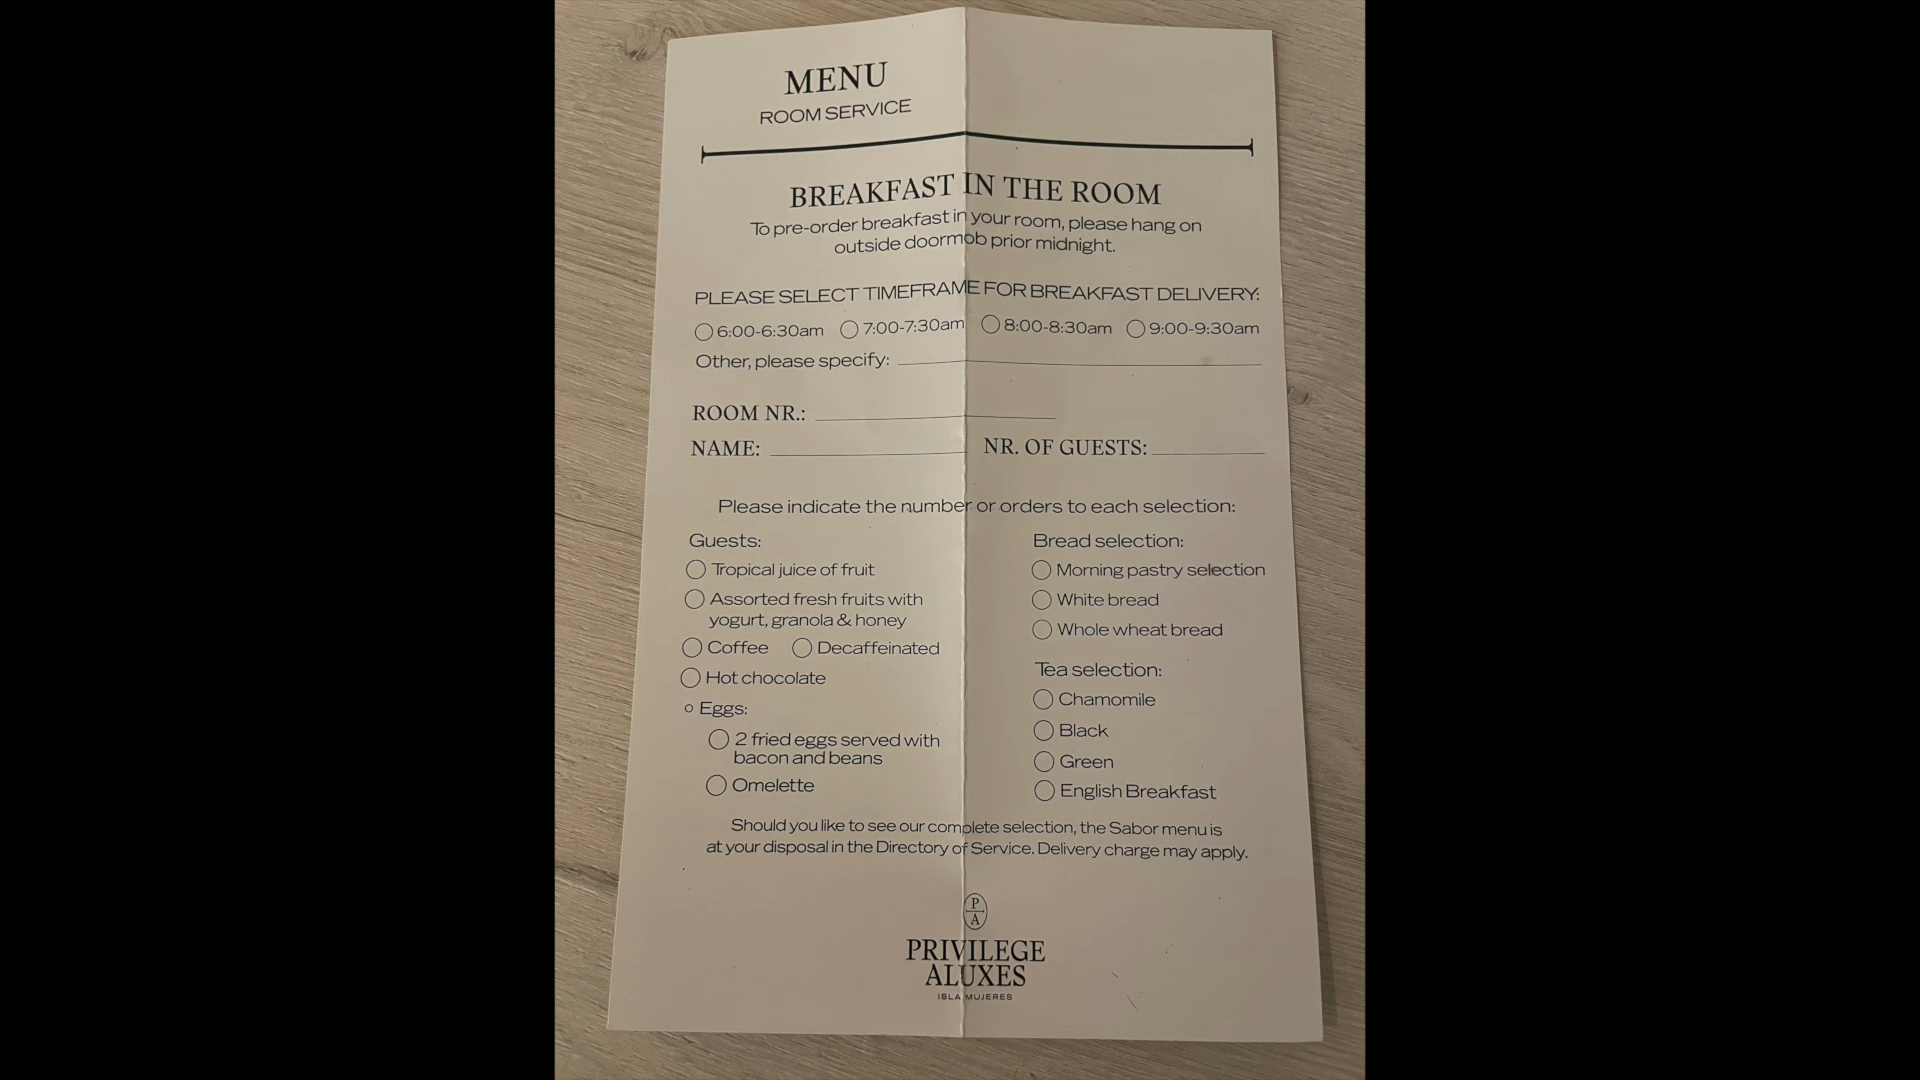 MENU
ROOM SERVICE
BREAKFAST IN THE ROOM
To pre-order breakfast in your room, please hang on
outside doormob prior midnight.
PLEASE SELECT TIMEFRAME FOR BREAKFAST DELIVERY:
6:00-6:30am 7:00-7:30am 8:00-8:30am 9:00-9:30am
Other, please specify:
ROOM NR.:
NAME: NR. OF GUESTS:
Please indicate the number or orders to each selection:
Guests:
Tropical juice of fruit
Assorted fresh fruits with
yogurt, granola & honey
Coffee Decaffeinated
Hot chocolate
Eggs:
2 fried eggs served with
bacon and beans
Omelette
Bread selection:
Morning pastry selection
White bread
Whole wheat bread
Tea selection:
Chamomile
Black
Green
English Breakfast
Should you like to see our complete selection, the Sabor menu is
at your disposal in the Directory of Service. Delivery charge may apply.
P
A
PRIVILEGE
ALUXES
ISLA MUJERES